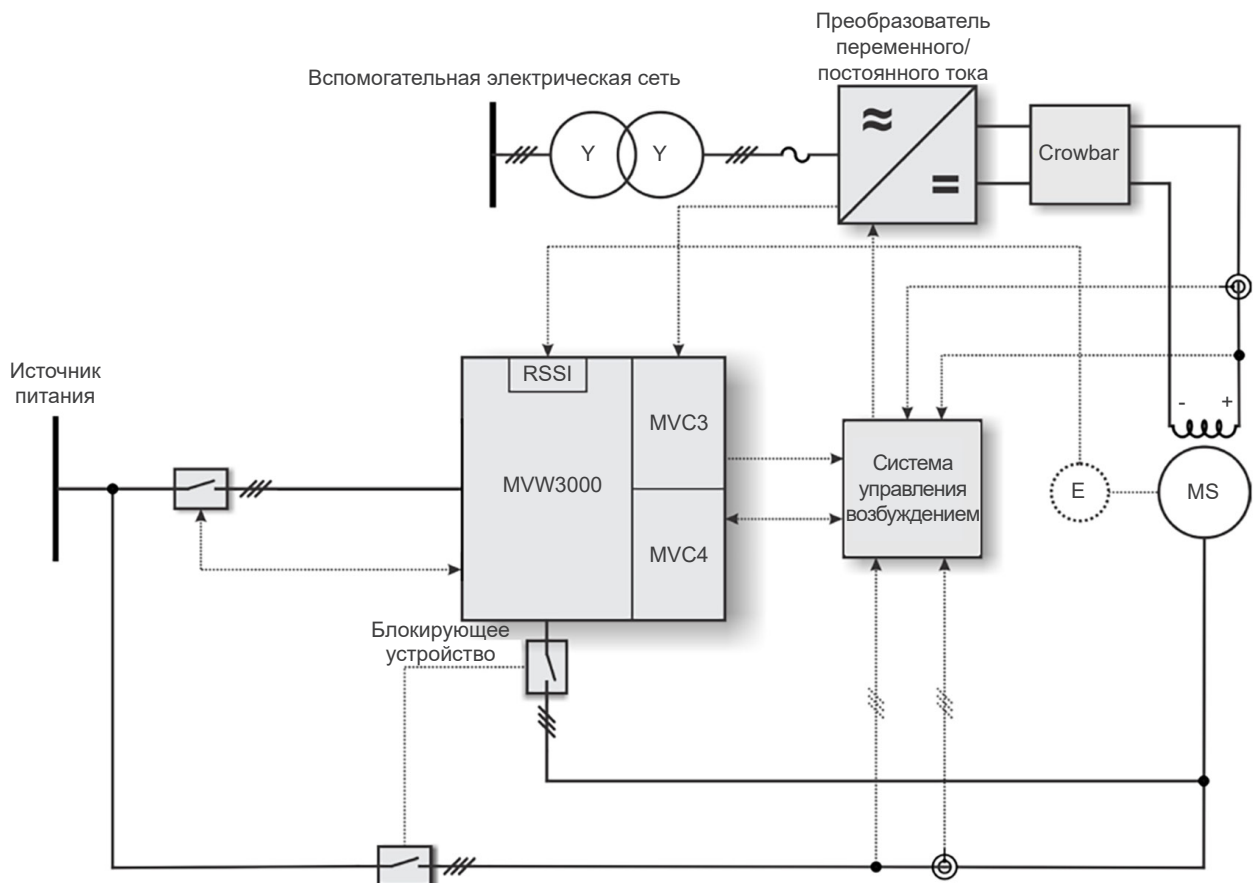 Преобразователь
переменного/
постоянного тока
Вспомогательная электрическая сеть
Y
Y
Crowbar
Источник
питания
RSSI
MVC3
MVW3000
MVC4
Система
управления
возбуждением
- +
E
MS
Блокирующее
устройство